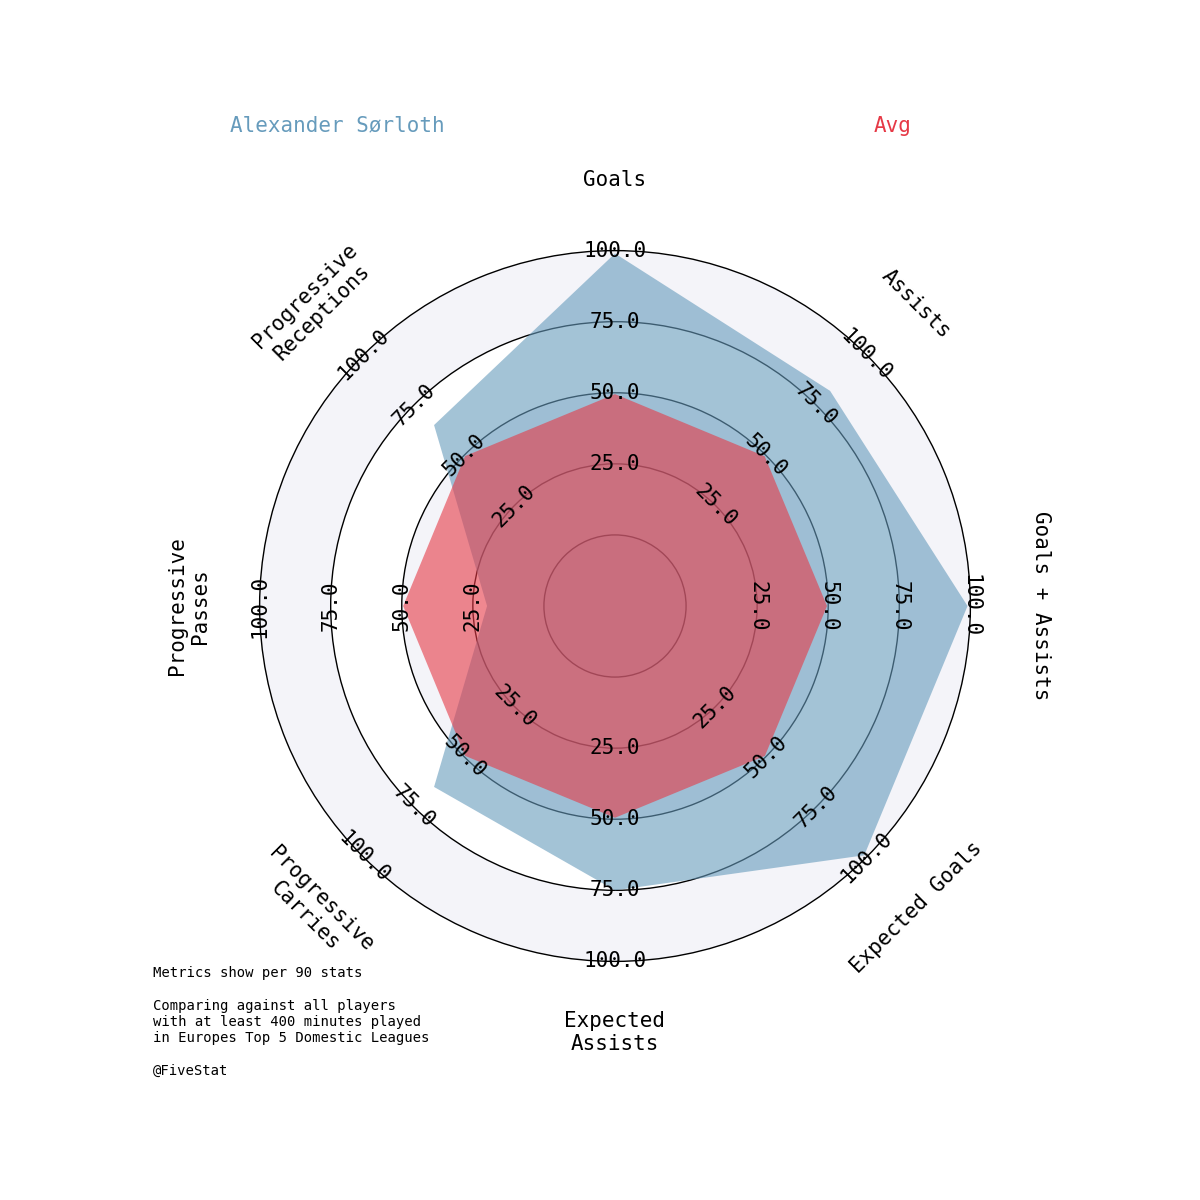 Alexander Sørloth
Avg
Goals
Assists
Goals + Assists
Expected Goals
Expected
Assists
Progressive
Carries
Progressive
Passes
Progressive
Receptions
25.0
50.0
75.0
100.0
25.0
50.0
75.0
100.0
25.0
50.0
75.0
100.0
25.0
50.0
75.0
100.0
25.0
50.0
75.0
100.0
25.0
50.0
75.0
100.0
25.0
50.0
75.0
100.0
25.0
50.0
75.0
100.0
Metrics show per 90 stats
Comparing against all players
with at least 400 minutes played
in Europes Top 5 Domestic Leagues
@FiveStat